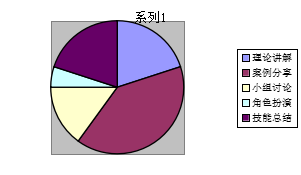 系列1
理论讲解
案例分享
小组讨论
角色扮演
技能总结